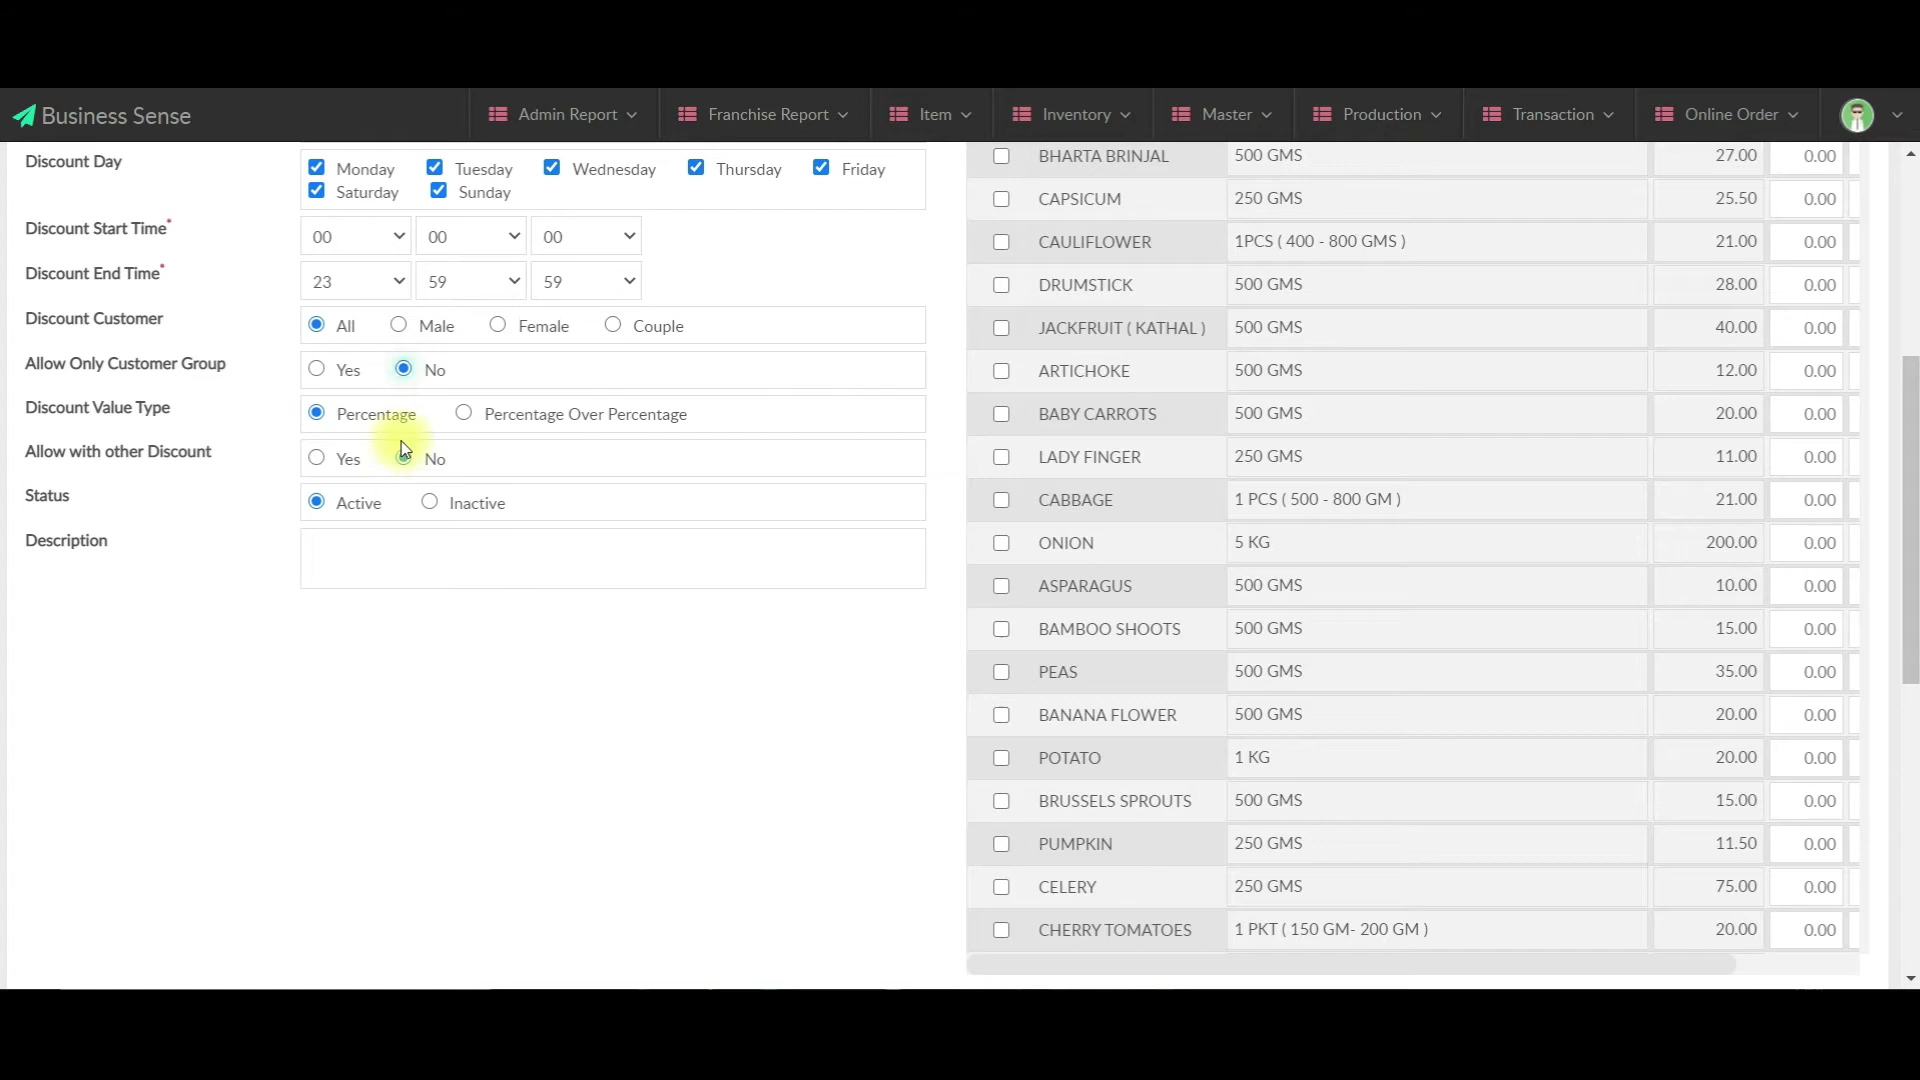 Business Sense
Admin Report
Franchise Report
Item
Inventory
Master
Production
Transaction
Online Order
Discount Day
Monday Tuesday Wednesday Thursday Friday
Saturday Sunday
Discount Start Time*
00 00 00
Discount End Time*
23 59 59
Discount Customer
All Male Female Couple
Allow Only Customer Group
Yes No
Discount Value Type
Percentage Percentage Over Percentage
Allow with other Discount
Yes No
Status
Active Inactive
Description
BHARTA BRINJAL 500 GMS 27.00 0.00
CAPSICUM 250 GMS 25.50 0.00
CAULIFLOWER 1PCS ( 400 - 800 GMS ) 21.00 0.00
DRUMSTICK 500 GMS 28.00 0.00
JACKFRUIT ( KATHAL ) 500 GMS 40.00 0.00
ARTICHOKE 500 GMS 12.00 0.00
BABY CARROTS 500 GMS 20.00 0.00
LADY FINGER 250 GMS 11.00 0.00
CABBAGE 1 PCS ( 500 - 800 GM ) 21.00 0.00
ONION 5 KG 200.00 0.00
ASPARAGUS 500 GMS 10.00 0.00
BAMBOO SHOOTS 500 GMS 15.00 0.00
PEAS 500 GMS 35.00 0.00
BANANA FLOWER 500 GMS 20.00 0.00
POTATO 1 KG 20.00 0.00
BRUSSELS SPROUTS 500 GMS 15.00 0.00
PUMPKIN 250 GMS 11.50 0.00
CELERY 250 GMS 75.00 0.00
CHERRY TOMATOES 1 PKT ( 150 GM- 200 GM ) 20.00 0.00